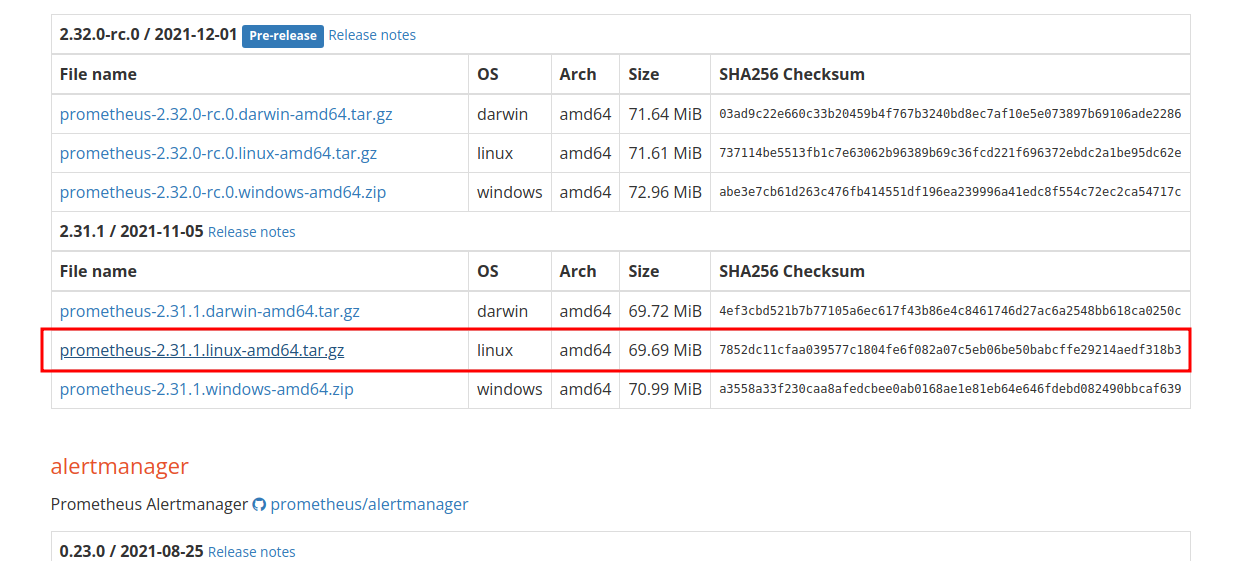 2.32.0-rc.0 / 2021-12-01 Pre-release Release notes
File name OS Arch Size SHA256 Checksum
prometheus-2.32.0-rc.0.darwin-amd64.tar.gz darwin amd64 71.64 MiB 03ad9c22e660c33b20459b4f767b3240bd8ec7af10e5e073897b69106ade2286
prometheus-2.32.0-rc.0.linux-amd64.tar.gz linux amd64 71.61 MiB 737114be5513fb1c7e63062b96389b69c36fcd221f696372ebdc2a1be95dc62e
prometheus-2.32.0-rc.0.windows-amd64.zip windows amd64 72.96 MiB abe3e7cb61d263c476fb414551df196ea239996a41edc8f554c72ec2ca54717c
2.31.1 / 2021-11-05 Release notes
File name OS Arch Size SHA256 Checksum
prometheus-2.31.1.darwin-amd64.tar.gz darwin amd64 69.72 MiB 4ef3cbd521b7b77105a6ec617f43b86e4c8461746d27ac6a2548bb618ca0250c
prometheus-2.31.1.linux-amd64.tar.gz linux amd64 69.69 MiB 7852dc11cfaa039577c1804fe6f082a07c5eb06be50babcffe29214aedf318b3
prometheus-2.31.1.windows-amd64.zip windows amd64 70.99 MiB a3558a33f230caa8afedcbee0ab0168ae1e81eb64e646fdebd082490bbcaf639
alertmanager
Prometheus Alertmanager prometheus/alertmanager
0.23.0 / 2021-08-25 Release notes